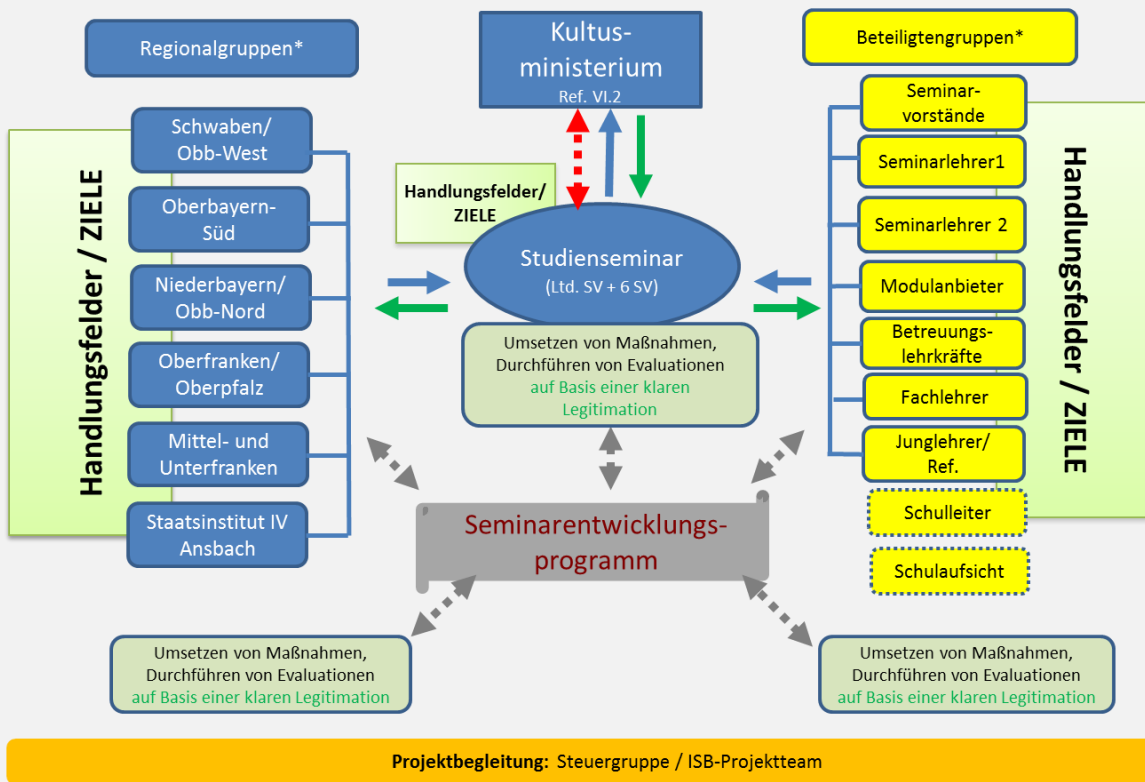 Regionalgruppen*
Kultus-
ministerium
Ref. VI.2
Beteiligtengruppen*
Handlungsfelder / ZIELE
Schwaben/
Obb-West
Oberbayern-
Süd
Niederbayern/
Obb-Nord
Oberfranken/
Oberpfalz
Mittel- und
Unterfranken
Staatsinstitut IV
Ansbach
Handlungsfelder/
ZIELE
Studienseminar
(Ltd. SV + 6 SV)
Umsetzen von Maßnahmen,
Durchführen von Evaluationen
auf Basis einer klaren
Legitimation
Seminar-
vorstände
Seminarlehrer1
Seminarlehrer 2
Modulanbieter
Betreuungs-
lehrkräfte
Fachlehrer
Junglehrer/
Ref.
Schulleiter
Schulaufsicht
Handlungsfelder / ZIELE
Seminarentwicklungs-
programm
Umsetzen von Maßnahmen,
Durchführen von Evaluationen
auf Basis einer klaren Legitimation
Umsetzen von Maßnahmen,
Durchführen von Evaluationen
auf Basis einer klaren Legitimation
Projektbegleitung: Steuergruppe / ISB-Projektteam